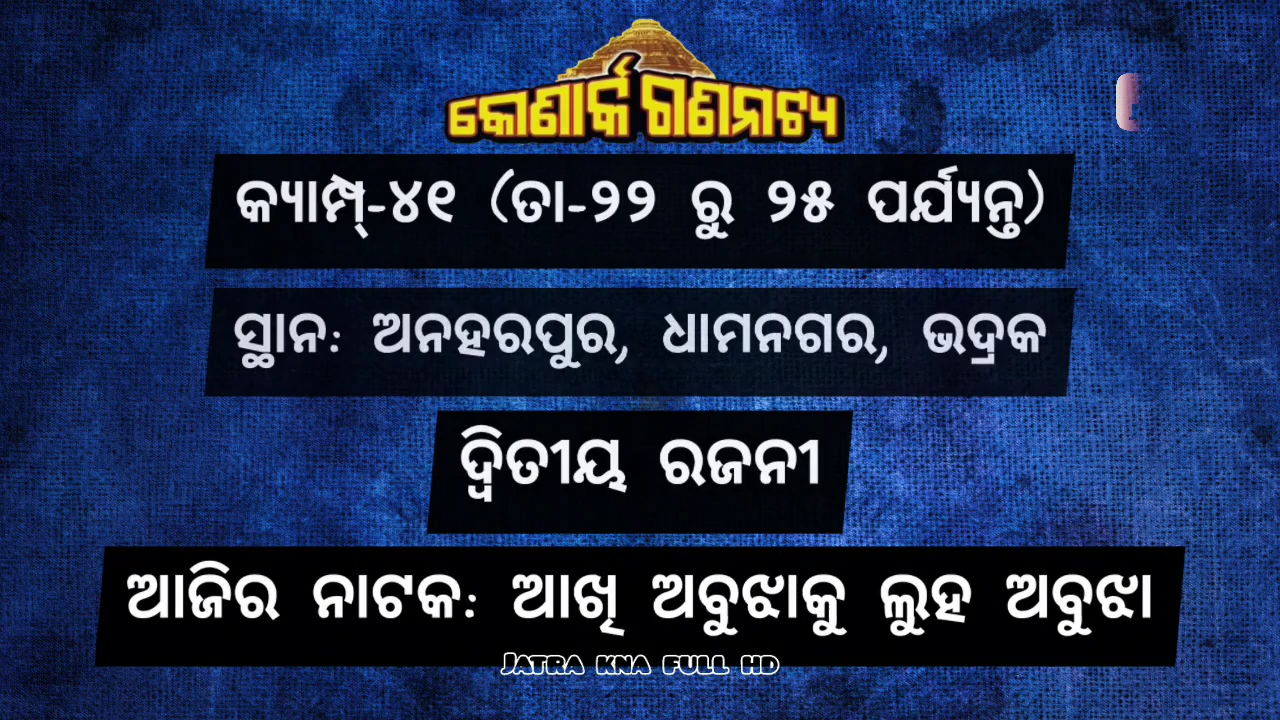 କୋଣାର୍କ ଗଣନାଟ୍ୟ
କ୍ୟାମ୍ପ୍-୪୧ (ତା-୨୨ ରୁ ୨୫ ପର୍ଯ୍ୟନ୍ତ)
ସ୍ଥାନ: ଅନହରପୁର, ଧାମନଗର, ଭଦ୍ରକ
ଦ୍ୱିତୀୟ ରଜନୀ
ଆଜିର ନାଟକ: ଆଖି ଅବୁଝାକୁ ଲୁହ ଅବୁଝା
JATRA KNA FULL HD